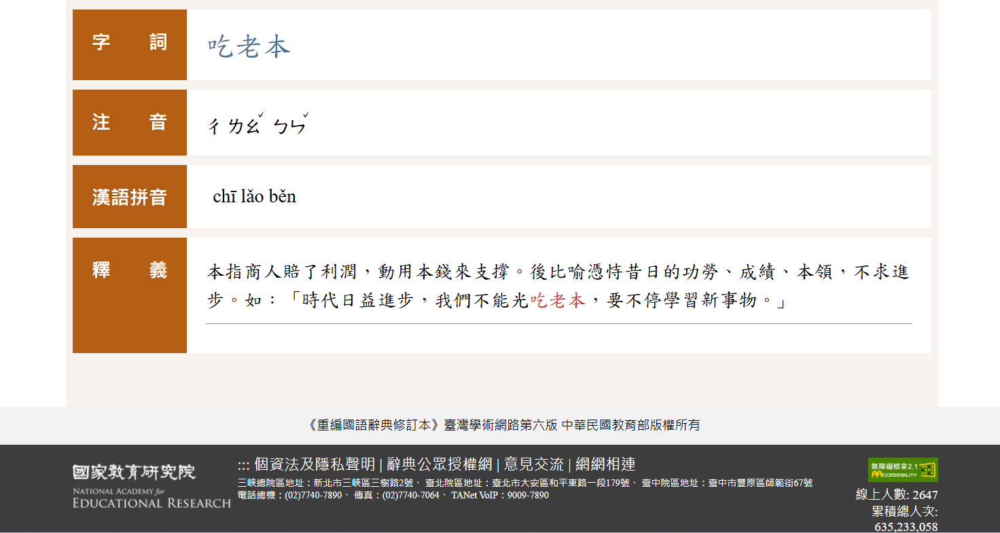 字 詞
吃老本
注 音
ㄔ ㄌㄠˇ ㄅㄣˇ
漢語拼音
chī lǎo běn
釋 義
本指商人賠了利潤，動用本錢來支撐。後比喻憑恃昔日的功勞、成績、本領，不求進
步。如：「時代日益進步，我們不能光吃老本，要不停學習新事物。」
《重編國語辭典修訂本》臺灣學術網路第六版 中華民國教育部版權所有
國家教育研究院
NATIONAL ACADEMY for
EDUCATIONAL RESEARCH
::: 個資法及隱私聲明 | 辭典公眾授權網 | 意見交流 | 網網相連
三峽總院區地址：新北市三峽區三樹路2號、 臺北院區地址：臺北市大安區和平東路一段179號、 臺中院區地址：臺中市豐原區師範街67號
電話總機：(02)7740-7890、 傳真：(02)7740-7064、 TANet VoIP：9009-7890
無障礙標章2.1
ACCESSIBILITY
線上人數: 2647
累積總人次:
635,233,058